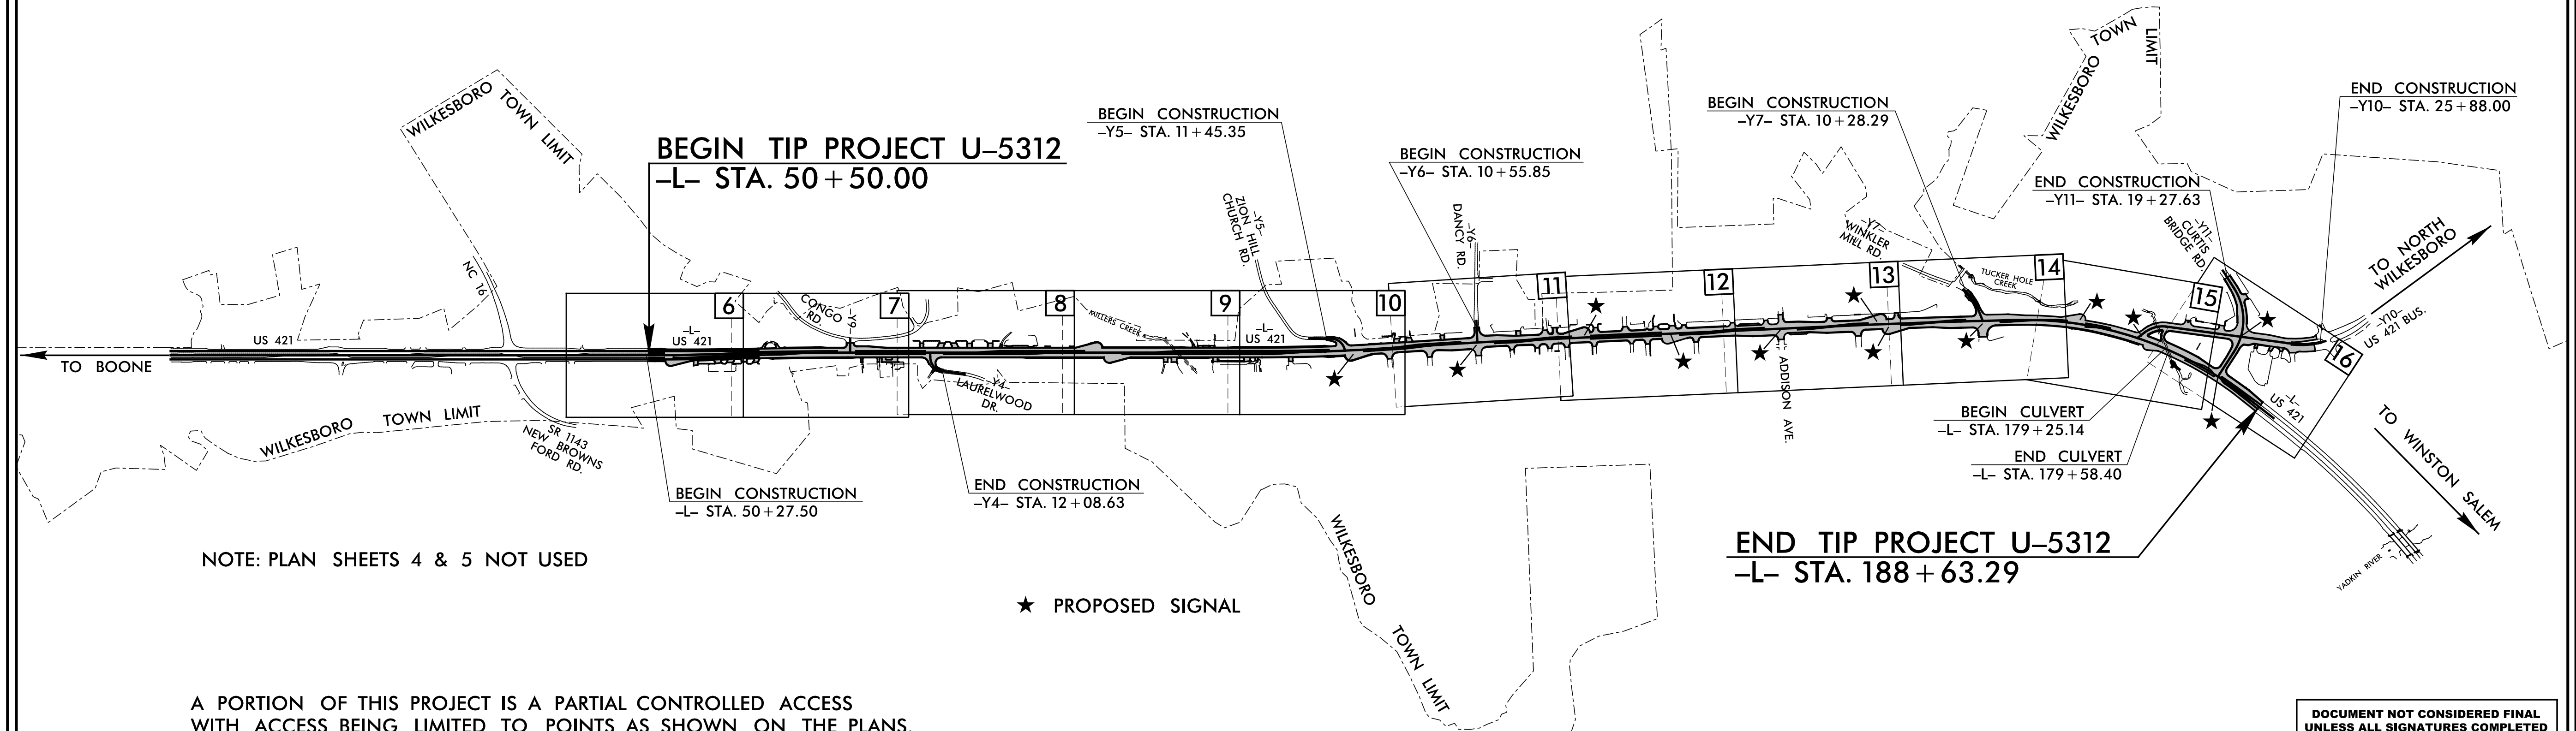 WILKESBORO TOWN LIMIT
WILKESBORO TOWN LIMIT
BEGIN TIP PROJECT U–5312
–L– STA. 50+50.00
BEGIN CONSTRUCTION
–Y5– STA. 11+45.35
BEGIN CONSTRUCTION
–Y6– STA. 10+55.85
BEGIN CONSTRUCTION
–Y7– STA. 10+28.29
END CONSTRUCTION
–Y10– STA. 25+88.00
END CONSTRUCTION
–Y11– STA. 19+27.63
–Y5–
ZION HILL
CHURCH RD.
–Y6–
DANCY RD.
–Y7–
WINKLER
MILL RD.
TUCKER HOLE
CREEK
–Y11–
CURTIS
BRIDGE RD.
TO NORTH
WILKESBORO
NC 16
US 421
TO BOONE
–L–
US 421
6
CONGO
RD.
–Y9–
7
8
MILLERS CREEK
9
–L–
US 421
10
11
12
13
14
15
16
–Y10–
US 421 BUS.
–Y4–
LAURELWOOD
DR.
ADDISON AVE.
–L–
US 421
WILKESBORO TOWN LIMIT
SR 1143
NEW BROWNS
FORD RD.
BEGIN CULVERT
–L– STA. 179+25.14
END CULVERT
–L– STA. 179+58.40
TO WINSTON SALEM
BEGIN CONSTRUCTION
–L– STA. 50+27.50
END CONSTRUCTION
–Y4– STA. 12+08.63
END TIP PROJECT U–5312
–L– STA. 188+63.29
YADKIN RIVER
WILKESBORO TOWN LIMIT
NOTE: PLAN SHEETS 4 & 5 NOT USED
★ PROPOSED SIGNAL
A PORTION OF THIS PROJECT IS A PARTIAL CONTROLLED ACCESS
WITH ACCESS BEING LIMITED TO POINTS AS SHOWN ON THE PLANS.
DOCUMENT NOT CONSIDERED FINAL
UNLESS ALL SIGNATURES COMPLETED